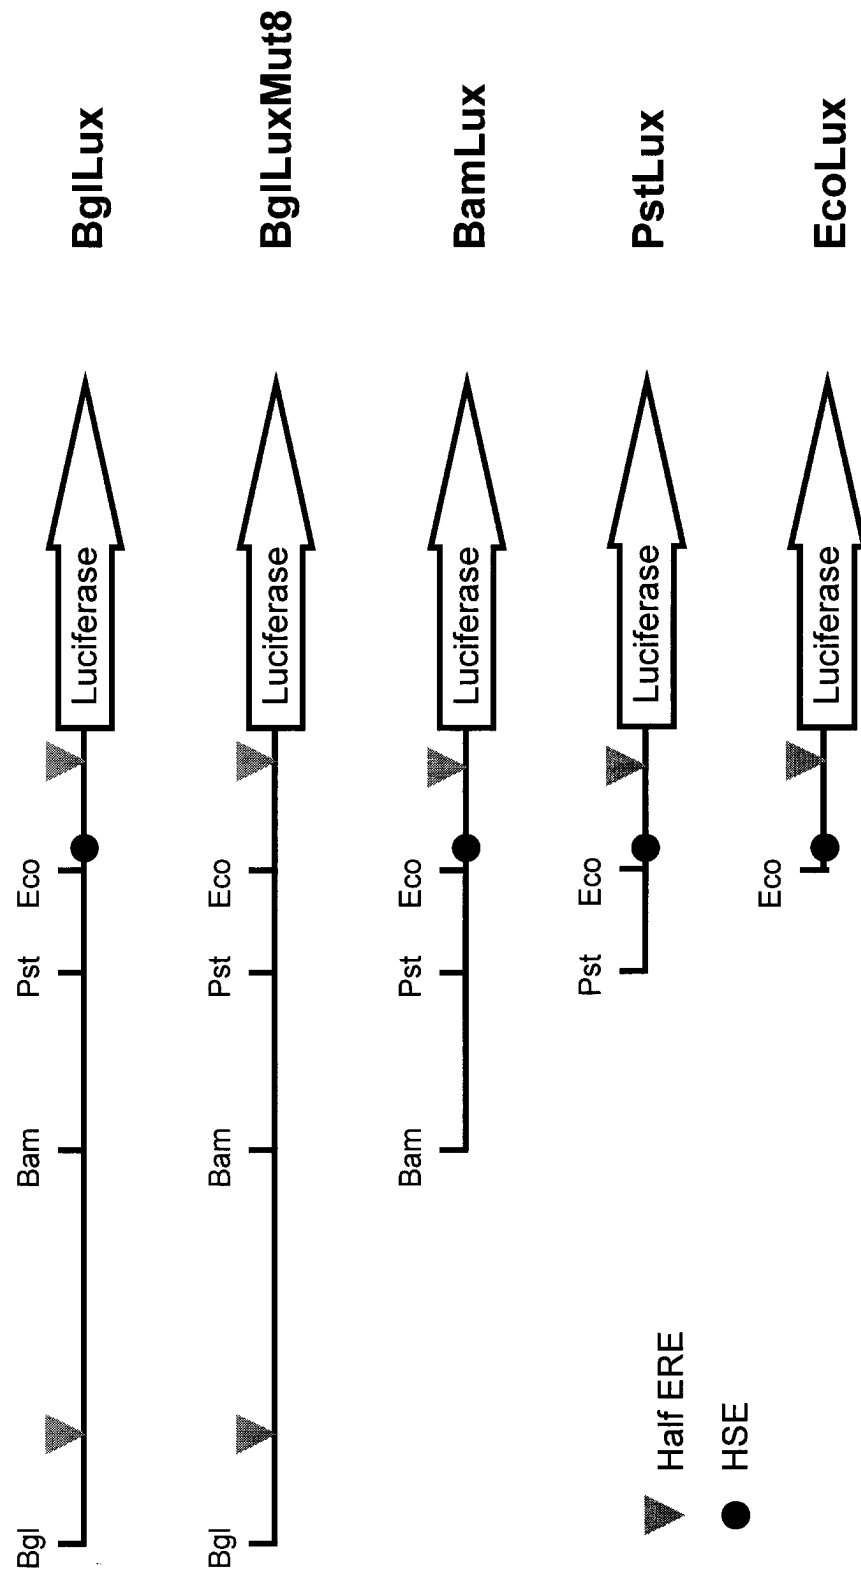 Bgl Bam Pst Eco Luciferase BglLux
Bgl Bam Pst Eco Luciferase BglLuxMut8
Bam Pst Eco Luciferase BamLux
Pst Eco Luciferase PstLux
Eco Luciferase EcoLux
Half ERE
HSE